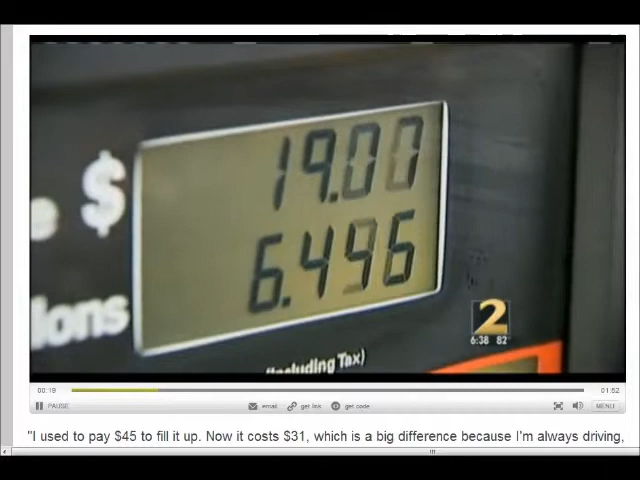 e $ 19.00
lons 6.496
(Including Tax)
2
6:38 82
00:19 01:52
PAUSE email get link get code MENU
"I used to pay $45 to fill it up. Now it costs $31, which is a big difference because I'm always driving,